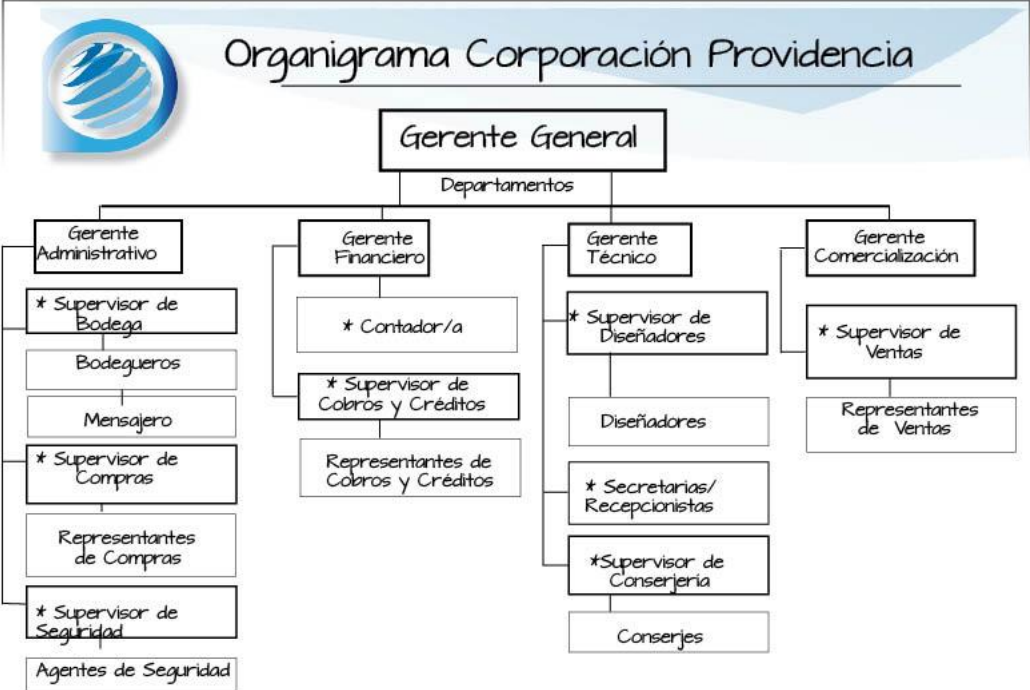 Organigrama Corporación Providencia
Gerente General
Departamentos
Gerente
Administrativo
* Supervisor de
Bodega
Bodegueros
Mensajero
* Supervisor de
Compras
Representantes
de Compras
* Supervisor de
Seguridad
Agentes de Seguridad
Gerente
Financiero
* Contador/a
* Supervisor de
Cobros y Créditos
Representantes de
Cobros y Créditos
Gerente
Técnico
* Supervisor de
Diseñadores
Diseñadores
* Secretarias/
Recepcionistas
*Supervisor de
Conserjería
Conserjes
Gerente
Comercialización
* Supervisor de
Ventas
Representantes
de Ventas